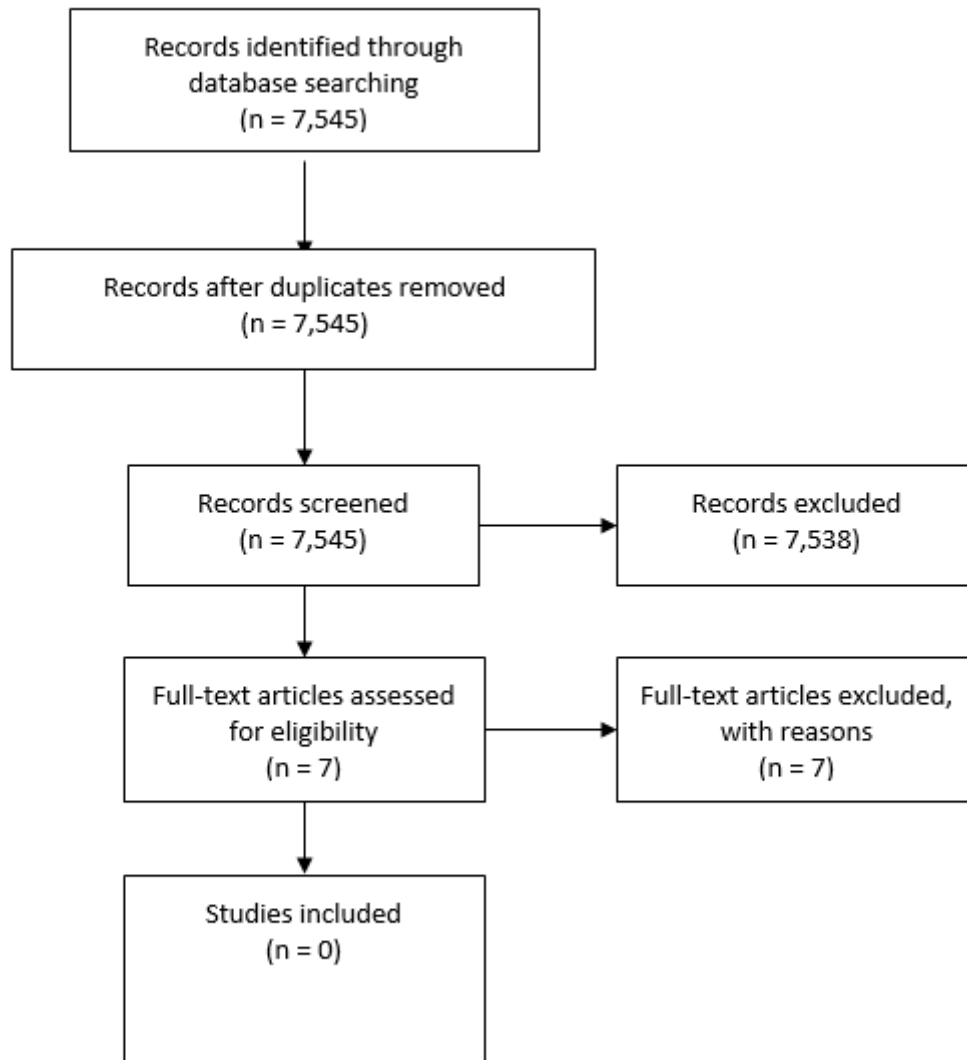 Records identified through
database searching
(n = 7,545)
Records after duplicates removed
(n = 7,545)
Records screened
(n = 7,545)
Records excluded
(n = 7,538)
Full-text articles assessed
for eligibility
(n = 7)
Full-text articles excluded,
with reasons
(n = 7)
Studies included
(n = 0)